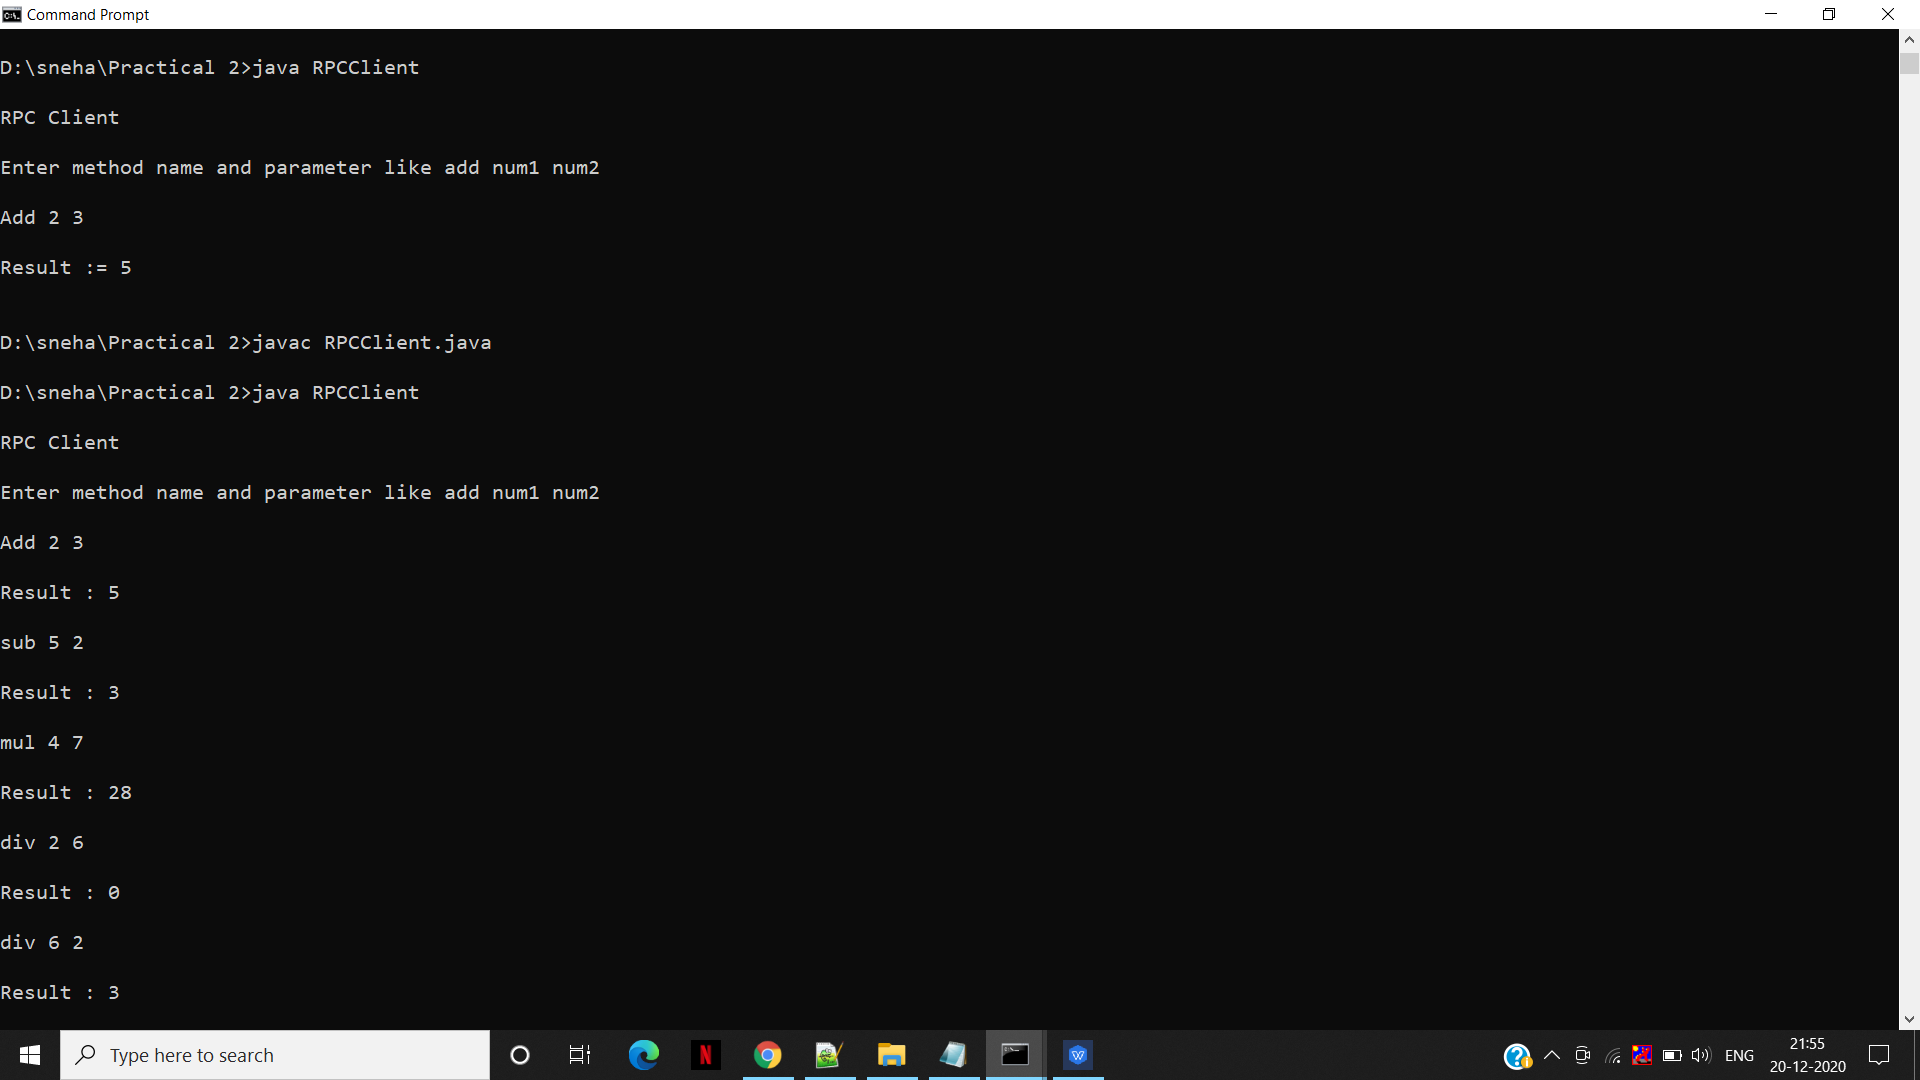 Command Prompt
D:\sneha\Practical 2>java RPCClient
RPC Client
Enter method name and parameter like add num1 num2
Add 2 3
Result := 5
D:\sneha\Practical 2>javac RPCClient.java
D:\sneha\Practical 2>java RPCClient
RPC Client
Enter method name and parameter like add num1 num2
Add 2 3
Result : 5
sub 5 2
Result : 3
mul 4 7
Result : 28
div 2 6
Result : 0
div 6 2
Result : 3
Type here to search
ENG
21:55
20-12-2020